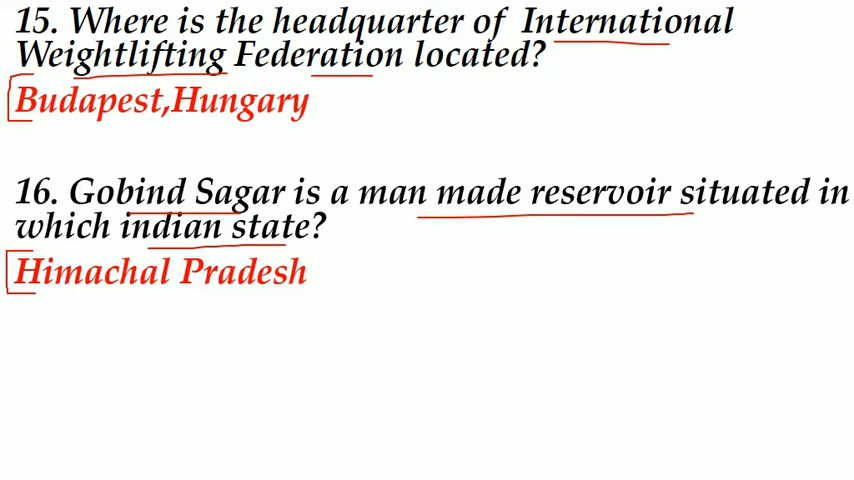 15. Where is the headquarter of International
Weightlifting Federation located?
Budapest,Hungary
16. Gobind Sagar is a man made reservoir situated in
which indian state?
Himachal Pradesh